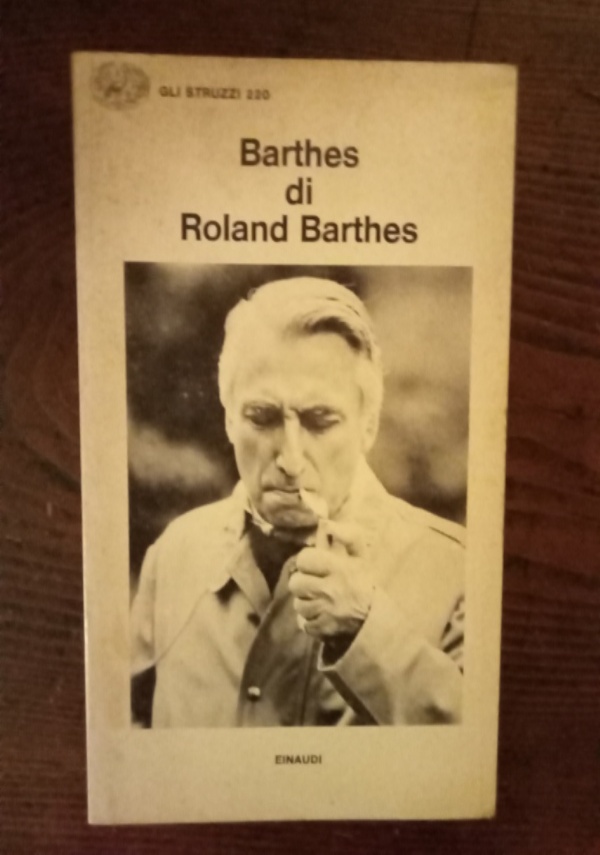 GLI STRUZZI 220
Barthes
di
Roland Barthes
EINAUDI